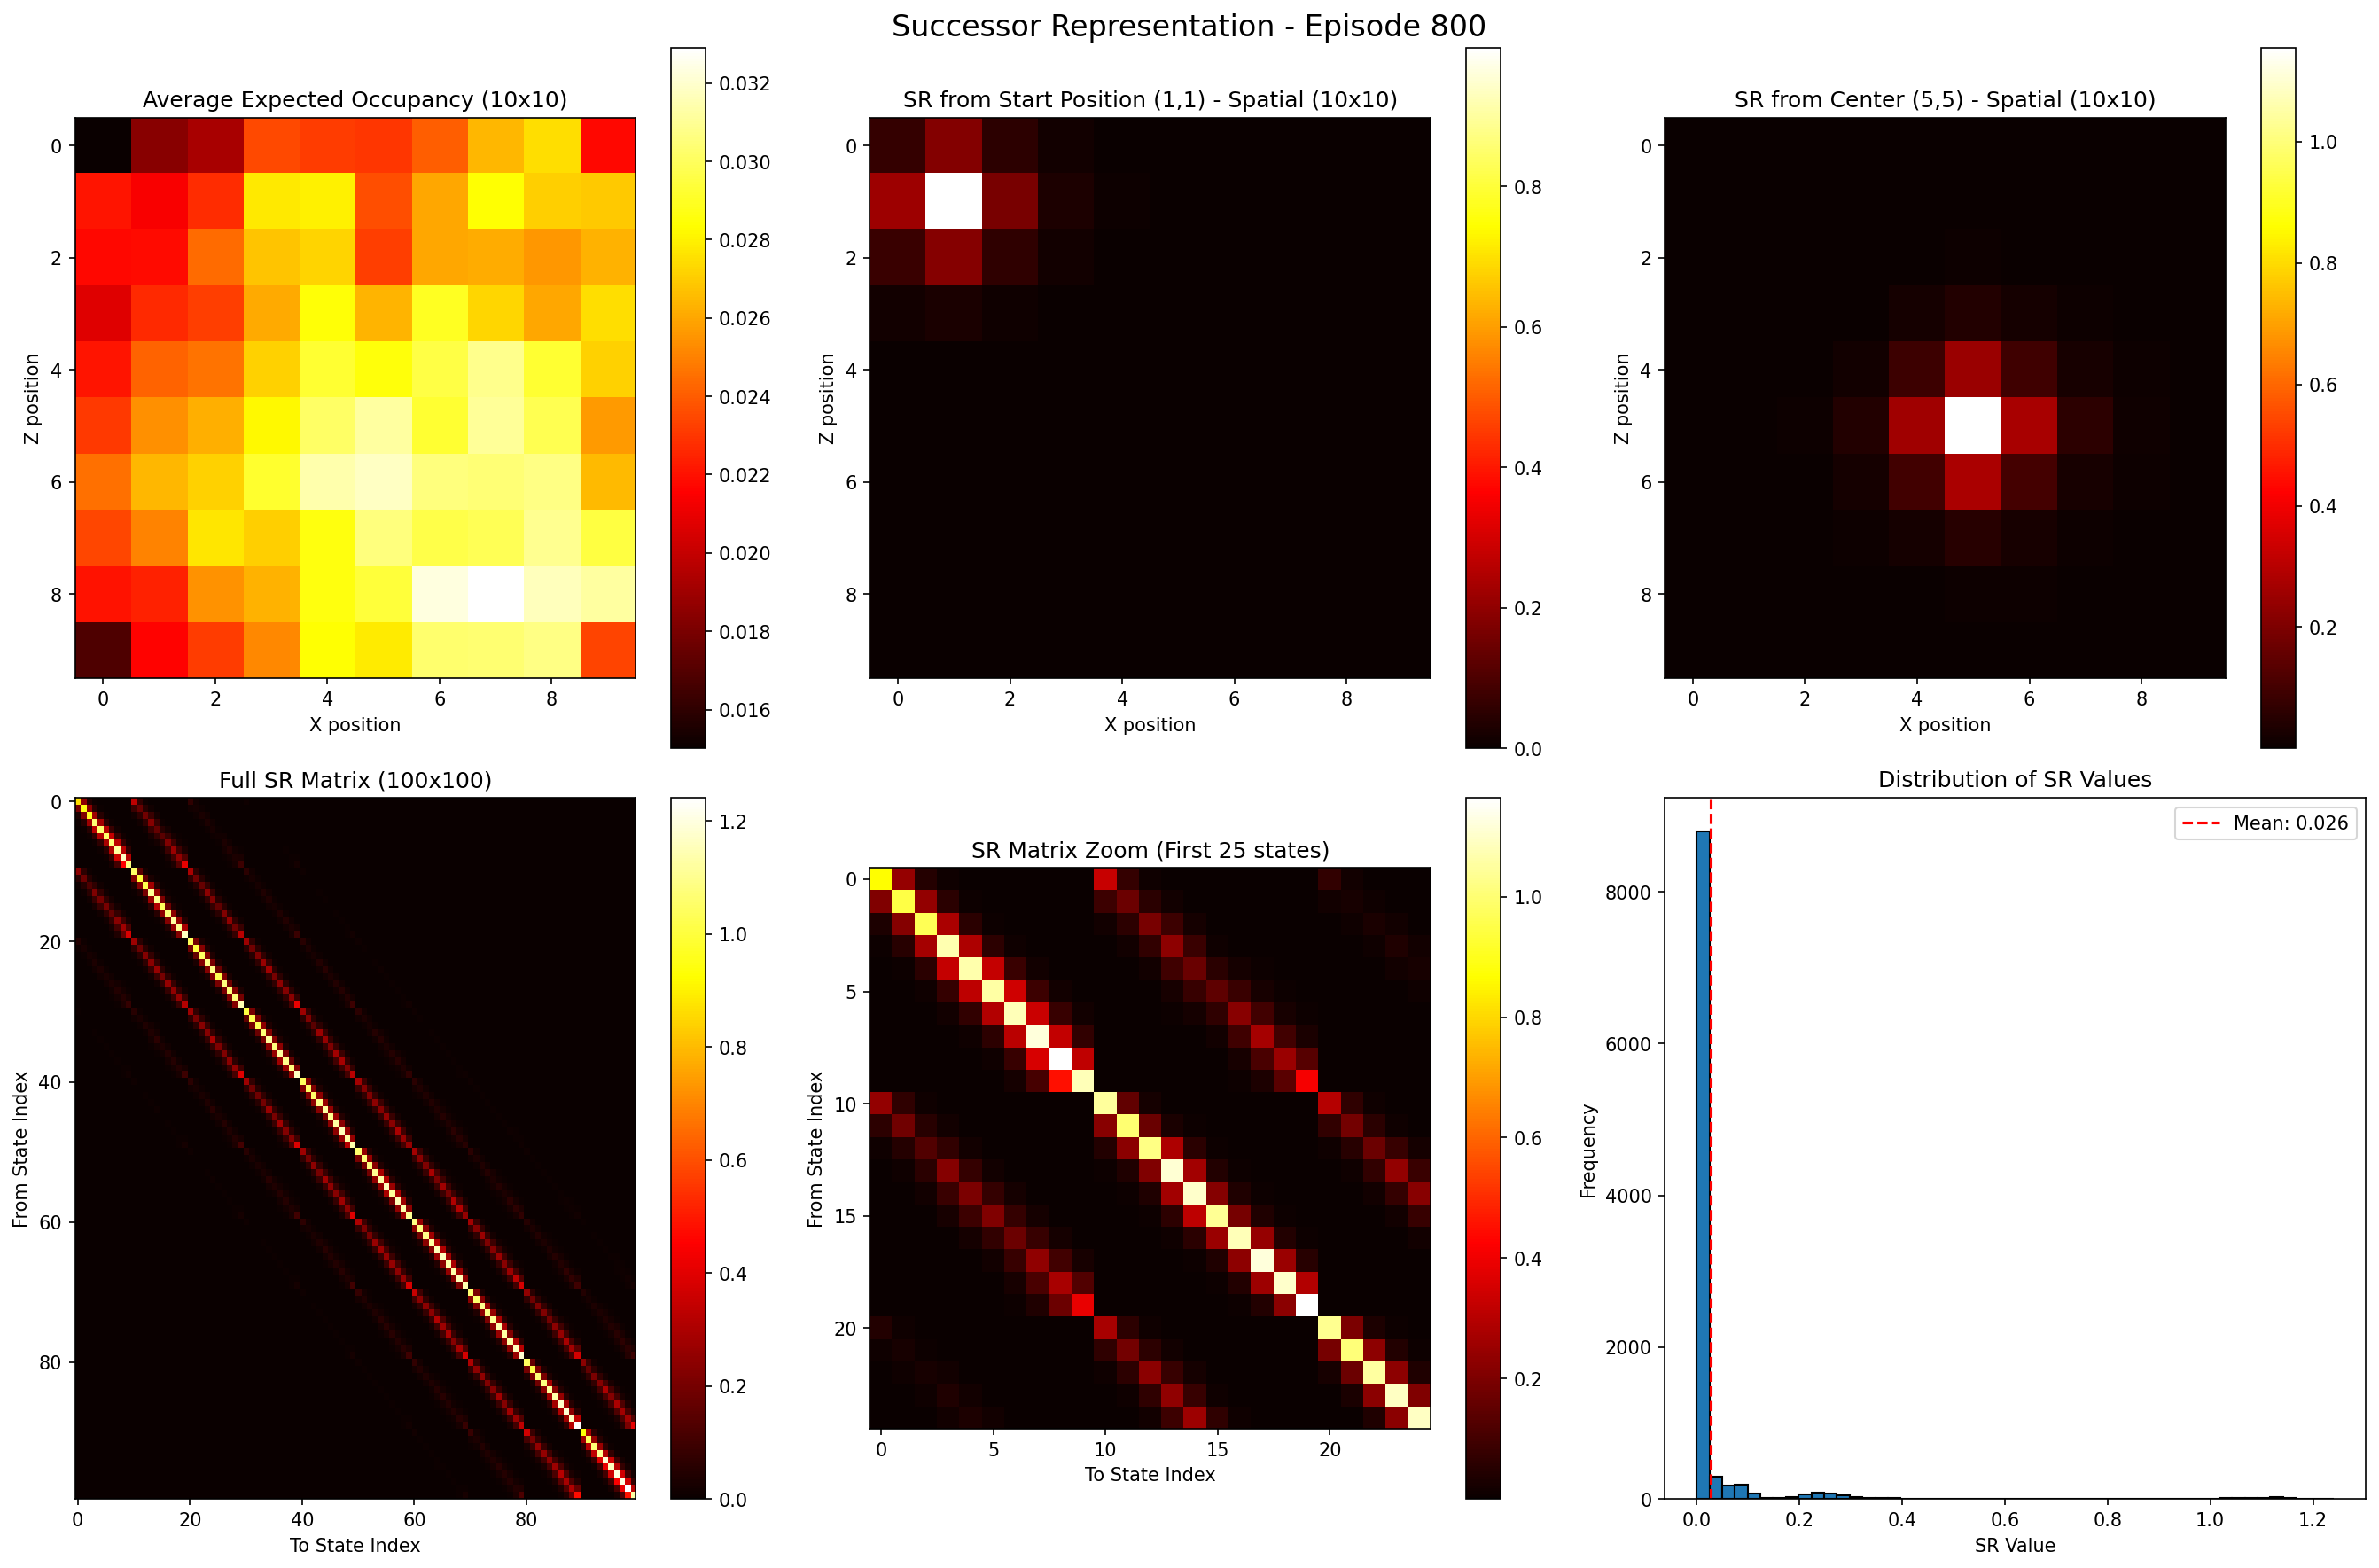 Successor Representation - Episode 800
Average Expected Occupancy (10x10)
Z position
0
2
4
6
8
0 2 4 6 8
X position
0.032
0.030
0.028
0.026
0.024
0.022
0.020
0.018
0.016
SR from Start Position (1,1) - Spatial (10x10)
Z position
0
2
4
6
8
0 2 4 6 8
X position
0.8
0.6
0.4
0.2
0.0
SR from Center (5,5) - Spatial (10x10)
Z position
0
2
4
6
8
0 2 4 6 8
X position
1.0
0.8
0.6
0.4
0.2
Full SR Matrix (100x100)
From State Index
0
20
40
60
80
0 20 40 60 80
To State Index
1.2
1.0
0.8
0.6
0.4
0.2
0.0
SR Matrix Zoom (First 25 states)
From State Index
0
5
10
15
20
0 5 10 15 20
To State Index
1.0
0.8
0.6
0.4
0.2
Distribution of SR Values
Mean: 0.026
Frequency
8000
6000
4000
2000
0
0.0 0.2 0.4 0.6 0.8 1.0 1.2
SR Value